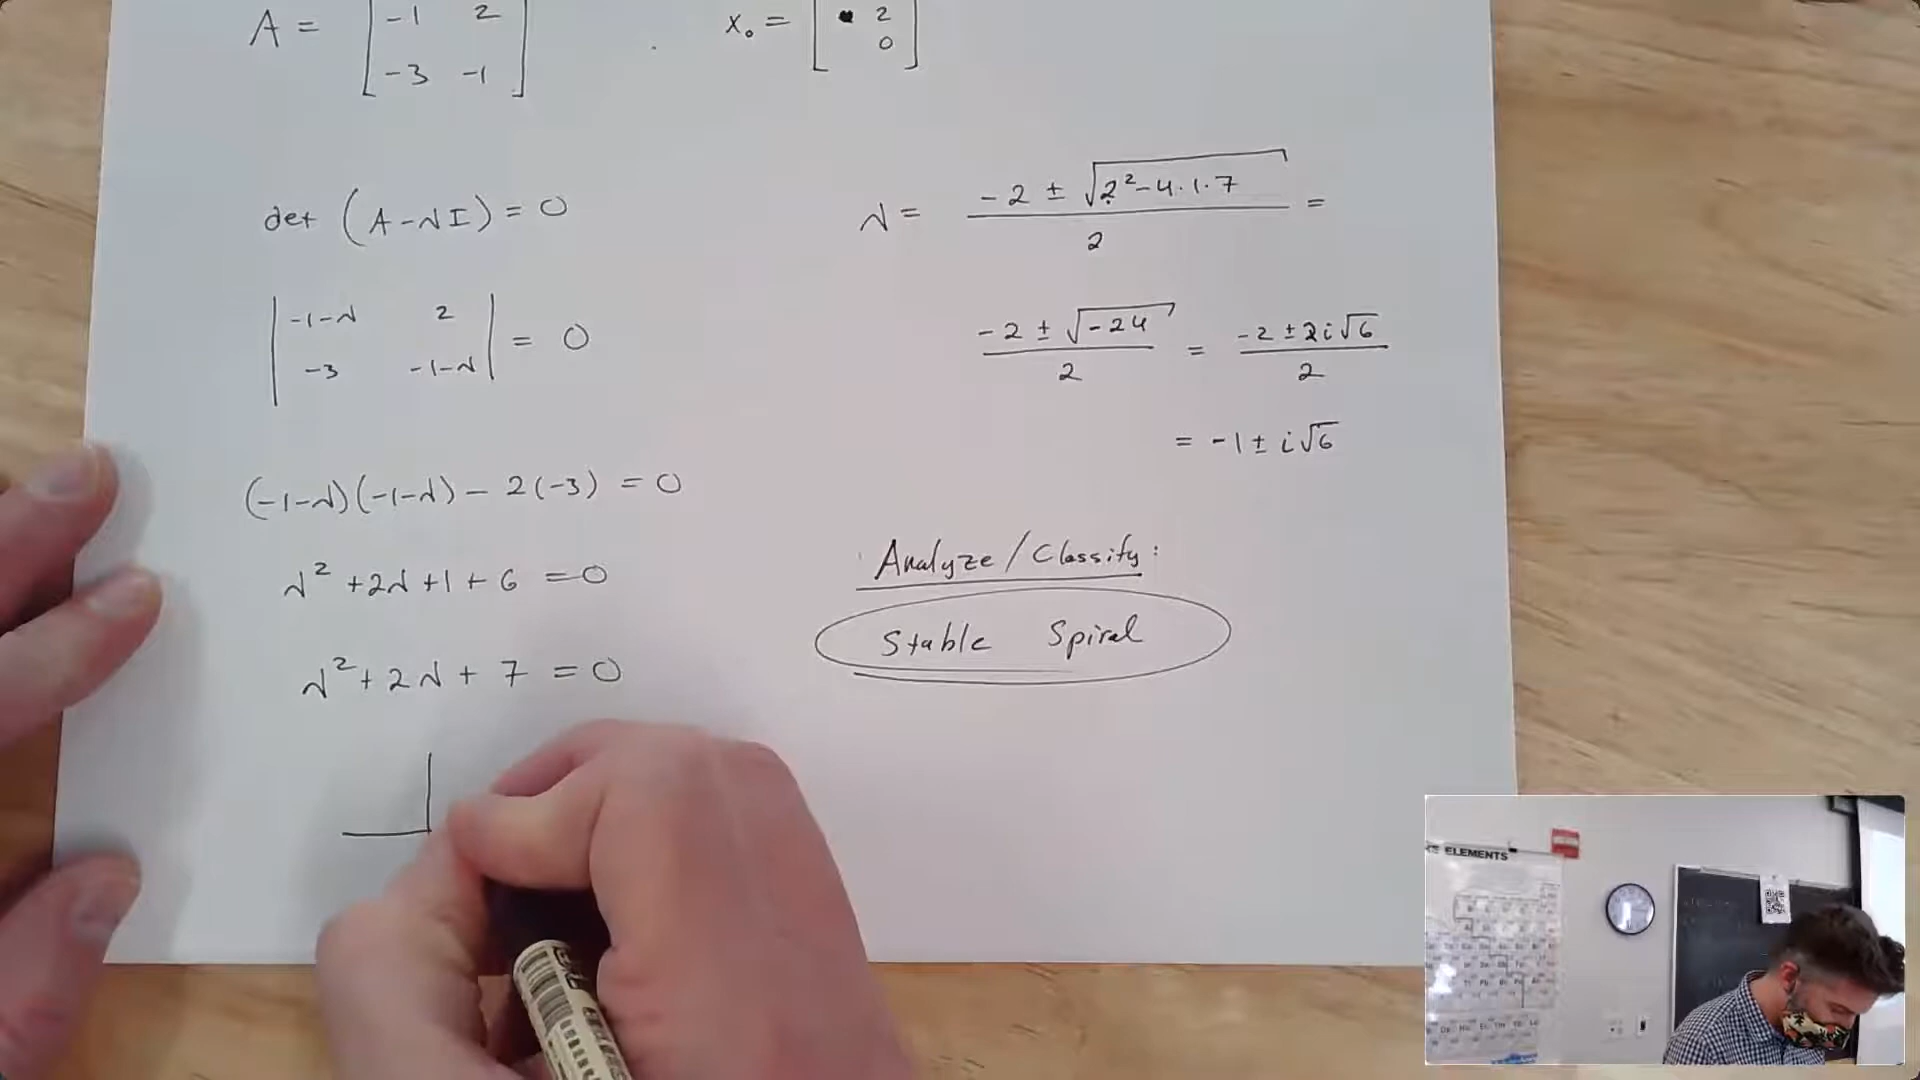 A = [ -1 2
-3 -1 ]
x₀ = [ 2
0 ]
det (A-λI) = 0
| -1-λ 2
-3 -1-λ | = 0
(-1-λ)(-1-λ) - 2(-3) = 0
λ² + 2λ + 1 + 6 = 0
λ² + 2λ + 7 = 0
λ = (-2 ± √(2²-4·1·7)) / 2 =
(-2 ± √(-24)) / 2 = (-2 ± 2i√6) / 2
= -1 ± i√6
Analyze/Classify:
Stable Spiral
ELEMENTS